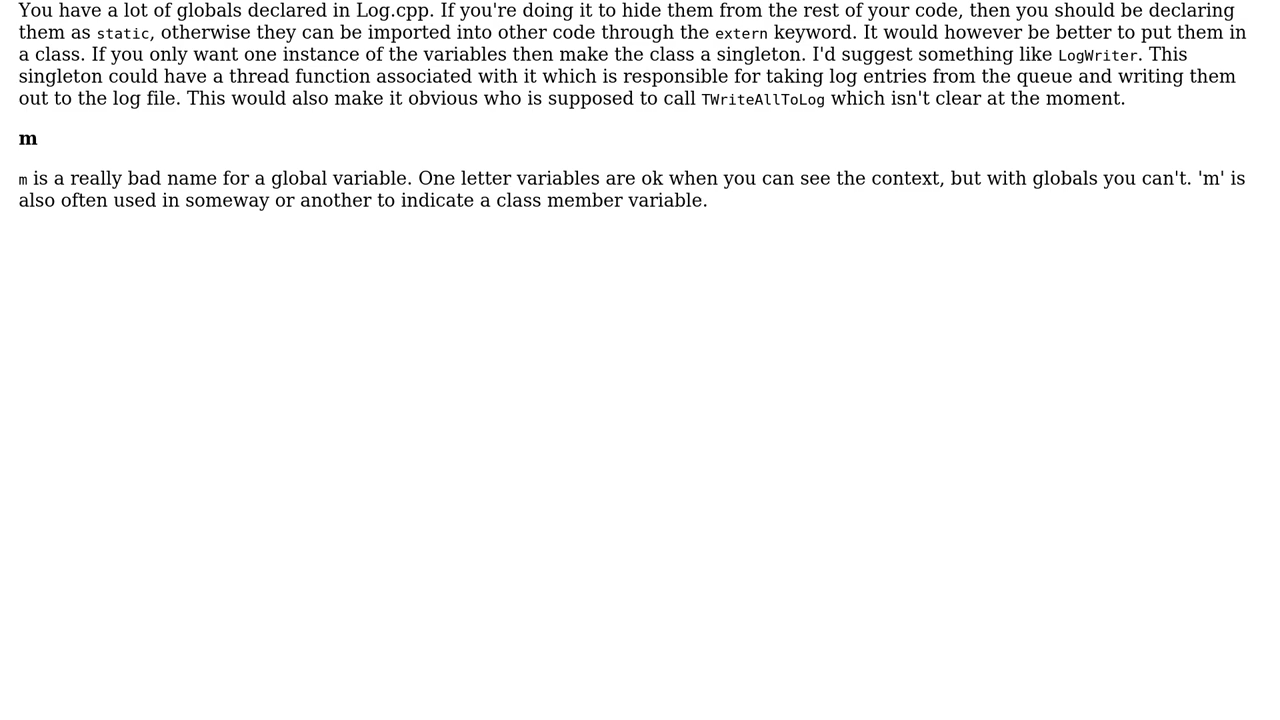 You have a lot of globals declared in Log.cpp. If you're doing it to hide them from the rest of your code, then you should be declaring
them as static, otherwise they can be imported into other code through the extern keyword. It would however be better to put them in
a class. If you only want one instance of the variables then make the class a singleton. I'd suggest something like LogWriter. This
singleton could have a thread function associated with it which is responsible for taking log entries from the queue and writing them
out to the log file. This would also make it obvious who is supposed to call TWriteAllToLog which isn't clear at the moment.
m
m is a really bad name for a global variable. One letter variables are ok when you can see the context, but with globals you can't. 'm' is
also often used in someway or another to indicate a class member variable.